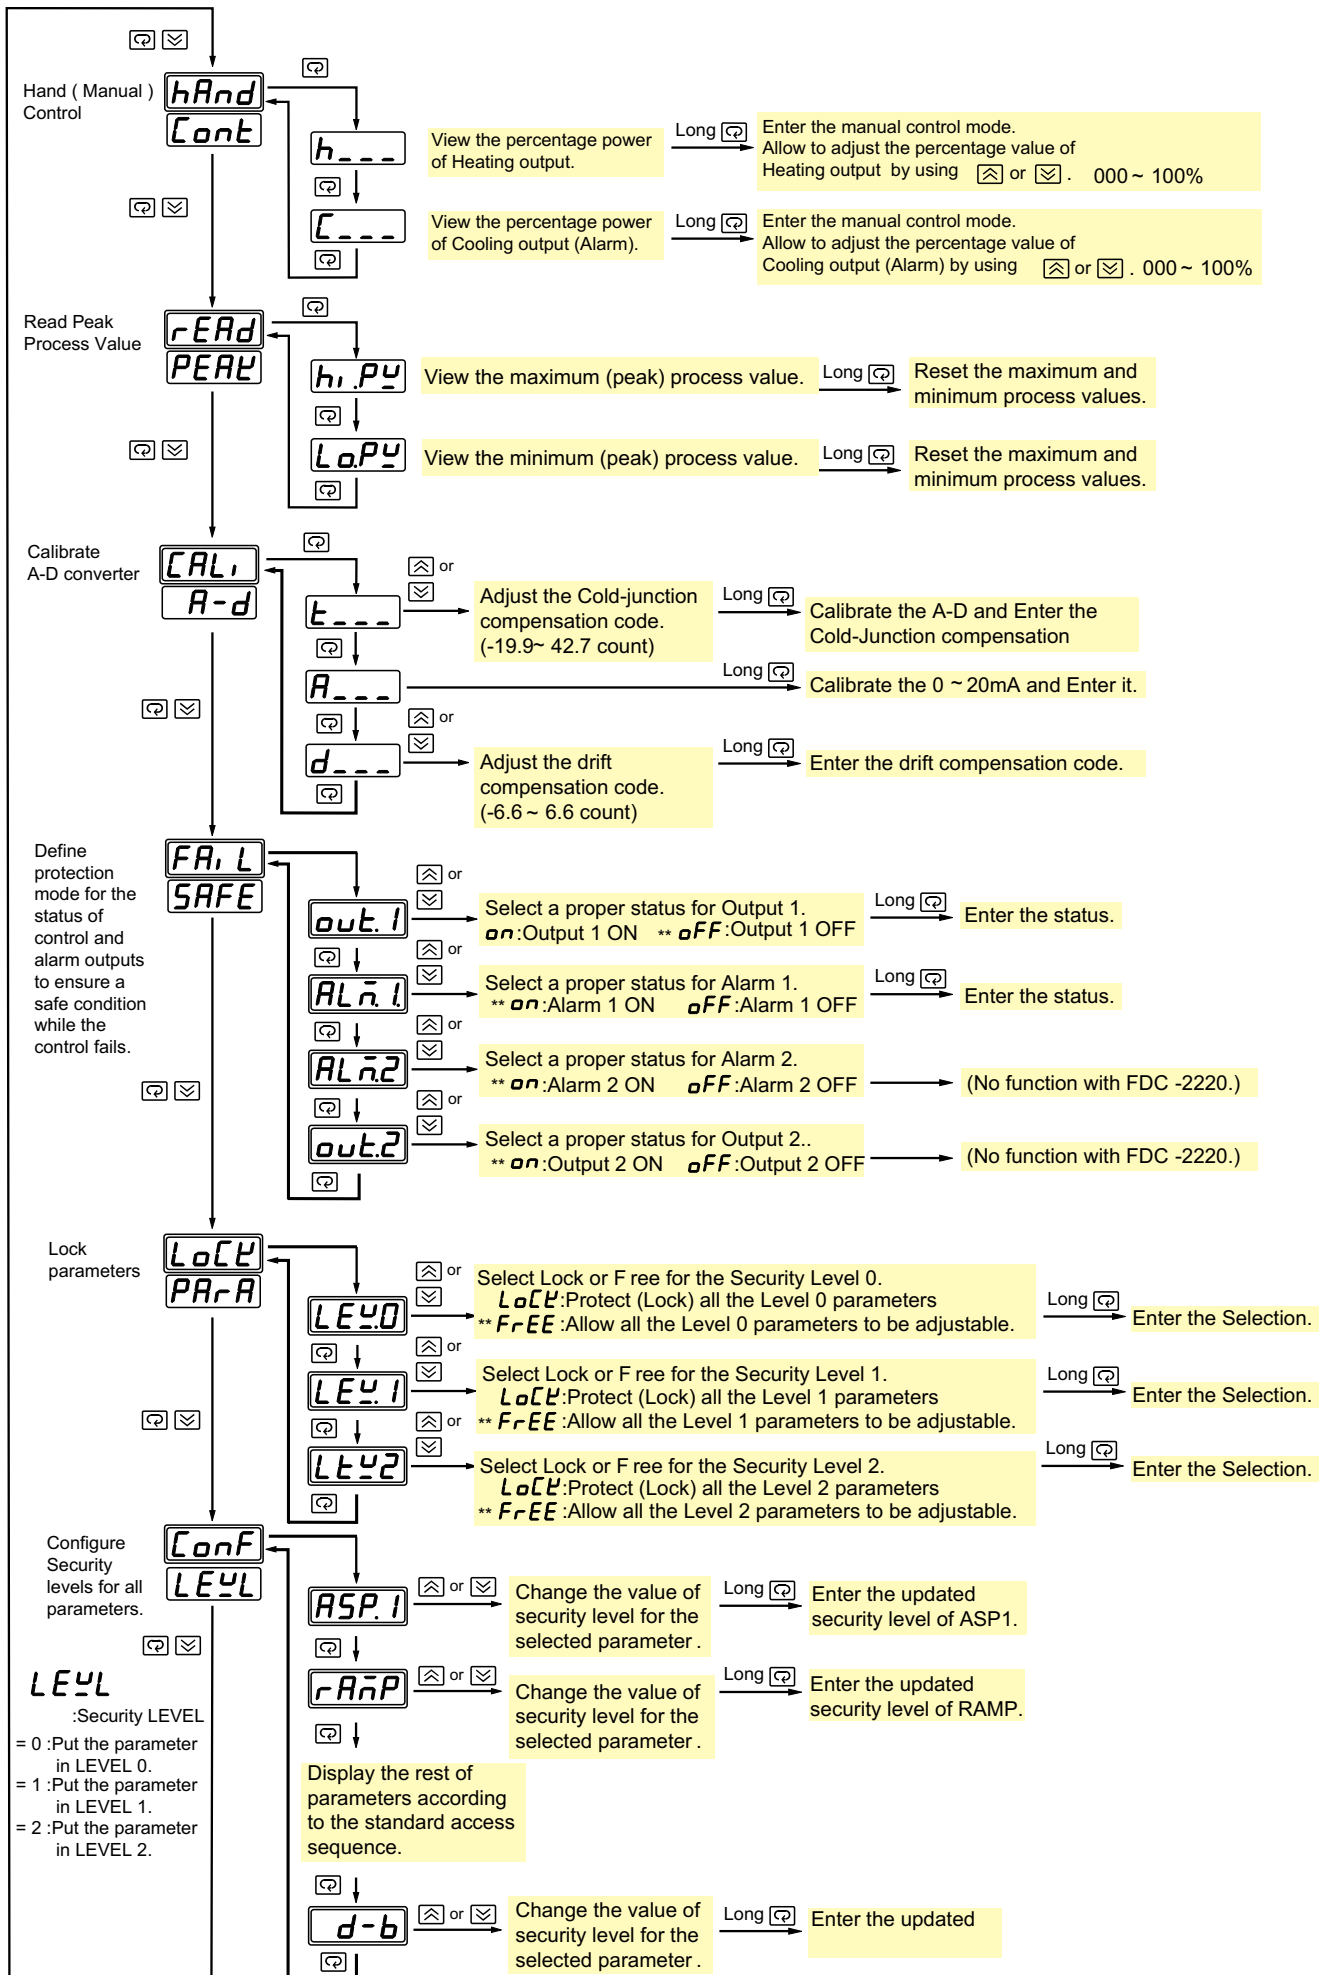 Hand ( Manual )
Control
hAnd
Cont
h_ _ _
View the percentage power
of Heating output.
Long
Enter the manual control mode.
Allow to adjust the percentage value of
Heating output by using or . 000 ~ 100%
C_ _ _
View the percentage power
of Cooling output (Alarm).
Long
Enter the manual control mode.
Allow to adjust the percentage value of
Cooling output (Alarm) by using or . 000 ~ 100%
Read Peak
Process Value
rEAd
PEAK
hi.PV
View the maximum (peak) process value.
Long
Reset the maximum and
minimum process values.
Lo.PV
View the minimum (peak) process value.
Long
Reset the maximum and
minimum process values.
Calibrate
A-D converter
CALi
A-d
t_ _ _
or
Adjust the Cold-junction
compensation code.
(-19.9~ 42.7 count)
Long
Calibrate the A-D and Enter the
Cold-Junction compensation
A_ _ _
Long
Calibrate the 0 ~ 20mA and Enter it.
d_ _ _
or
Adjust the drift
compensation code.
(-6.6 ~ 6.6 count)
Long
Enter the drift compensation code.
Define
protection
mode for the
status of
control and
alarm outputs
to ensure a
safe condition
while the
control fails.
FAiL
SAFE
out.1
or
Select a proper status for Output 1.
on :Output 1 ON ** oFF :Output 1 OFF
Long
Enter the status.
ALM.1
or
Select a proper status for Alarm 1.
** on :Alarm 1 ON oFF :Alarm 1 OFF
Long
Enter the status.
ALM.2
or
Select a proper status for Alarm 2.
** on :Alarm 2 ON oFF :Alarm 2 OFF
(No function with FDC -2220.)
out.2
or
Select a proper status for Output 2..
** on :Output 2 ON oFF :Output 2 OFF
(No function with FDC -2220.)
Lock
parameters
LoCK
PArA
LEV.0
or
Select Lock or F ree for the Security Level 0.
LoCK :Protect (Lock) all the Level 0 parameters
** FrEE :Allow all the Level 0 parameters to be adjustable.
Long
Enter the Selection.
LEV.1
or
Select Lock or F ree for the Security Level 1.
LoCK :Protect (Lock) all the Level 1 parameters
** FrEE :Allow all the Level 1 parameters to be adjustable.
Long
Enter the Selection.
LtV2
or
Select Lock or F ree for the Security Level 2.
LoCK :Protect (Lock) all the Level 2 parameters
** FrEE :Allow all the Level 2 parameters to be adjustable.
Long
Enter the Selection.
Configure
Security
levels for all
parameters.
ConF
LEVL
ASP.1
or
Change the value of
security level for the
selected parameter .
Long
Enter the updated
security level of ASP1.
rAMP
or
Change the value of
security level for the
selected parameter .
Long
Enter the updated
security level of RAMP.
LEVL
:Security LEVEL
= 0 :Put the parameter
in LEVEL 0.
= 1 :Put the parameter
in LEVEL 1.
= 2 :Put the parameter
in LEVEL 2.
Display the rest of
parameters according
to the standard access
sequence.
d-b
or
Change the value of
security level for the
selected parameter .
Long
Enter the updated